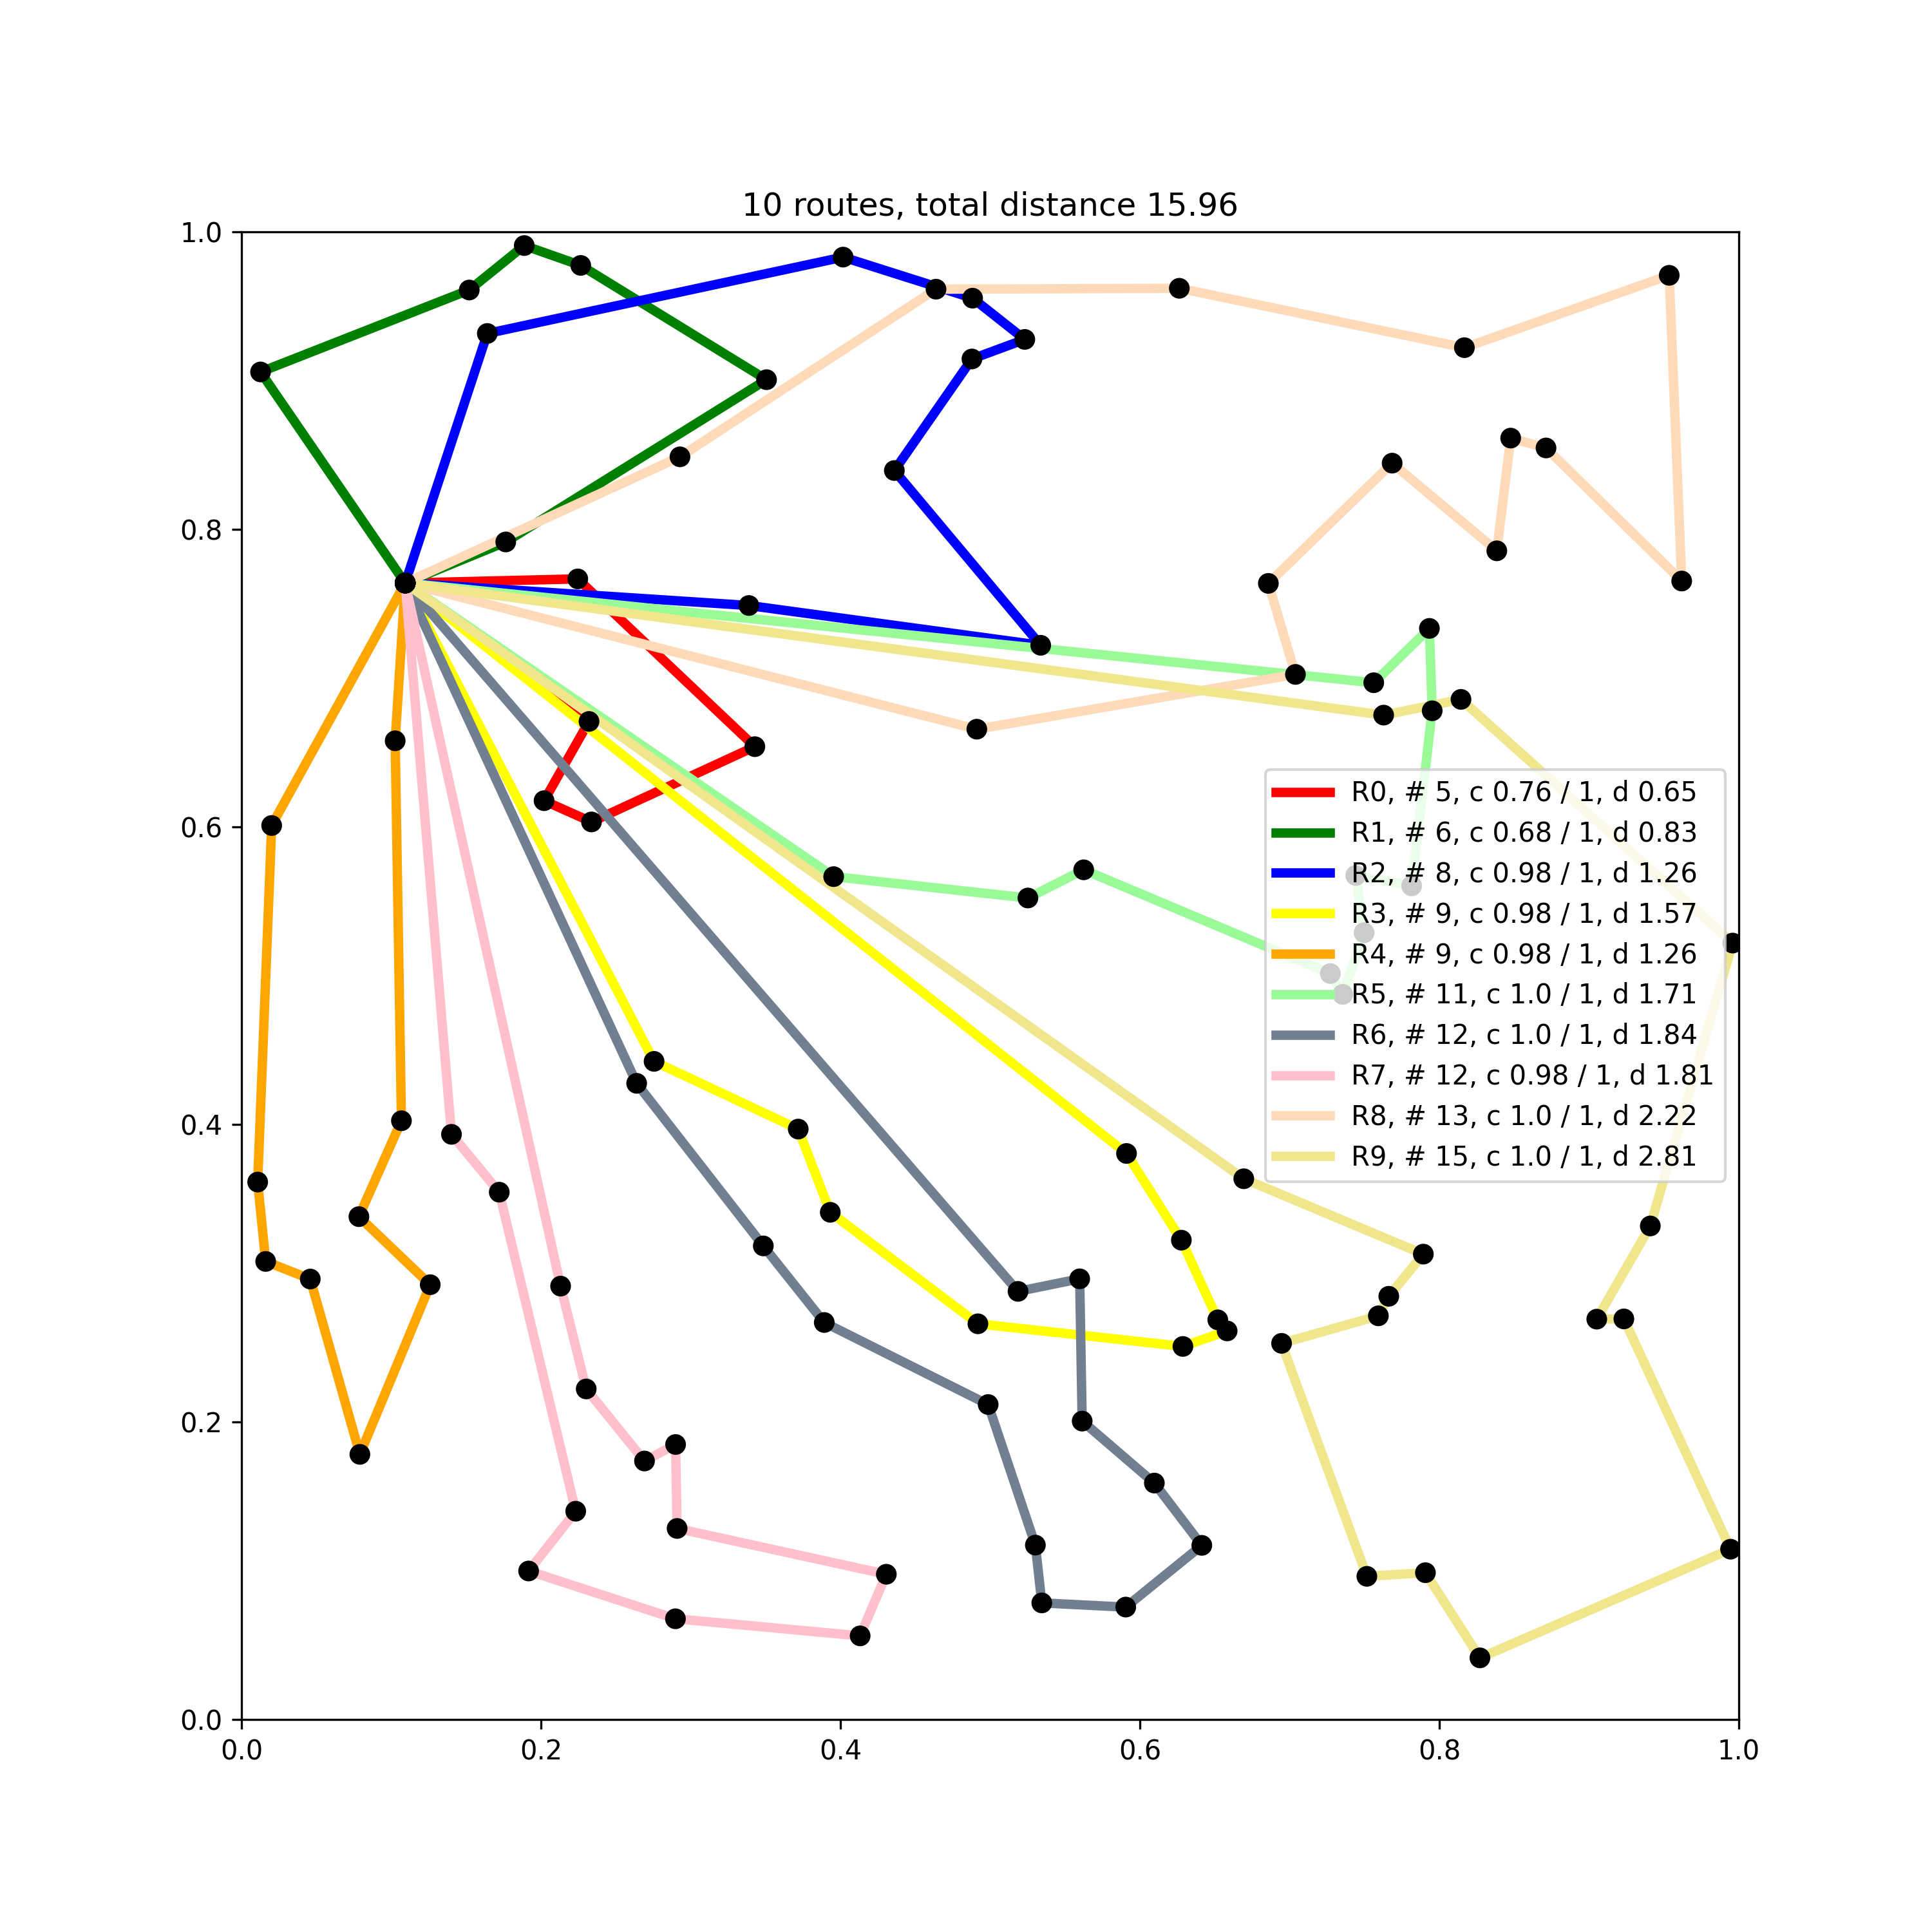 10 routes, total distance 15.96
1.0
0.8
0.6
0.4
0.2
0.0
R0, # 5, c 0.76 / 1, d 0.65
R1, # 6, c 0.68 / 1, d 0.83
R2, # 8, c 0.98 / 1, d 1.26
R3, # 9, c 0.98 / 1, d 1.57
R4, # 9, c 0.98 / 1, d 1.26
R5, # 11, c 1.0 / 1, d 1.71
R6, # 12, c 1.0 / 1, d 1.84
R7, # 12, c 0.98 / 1, d 1.81
R8, # 13, c 1.0 / 1, d 2.22
R9, # 15, c 1.0 / 1, d 2.81
0.0 0.2 0.4 0.6 0.8 1.0